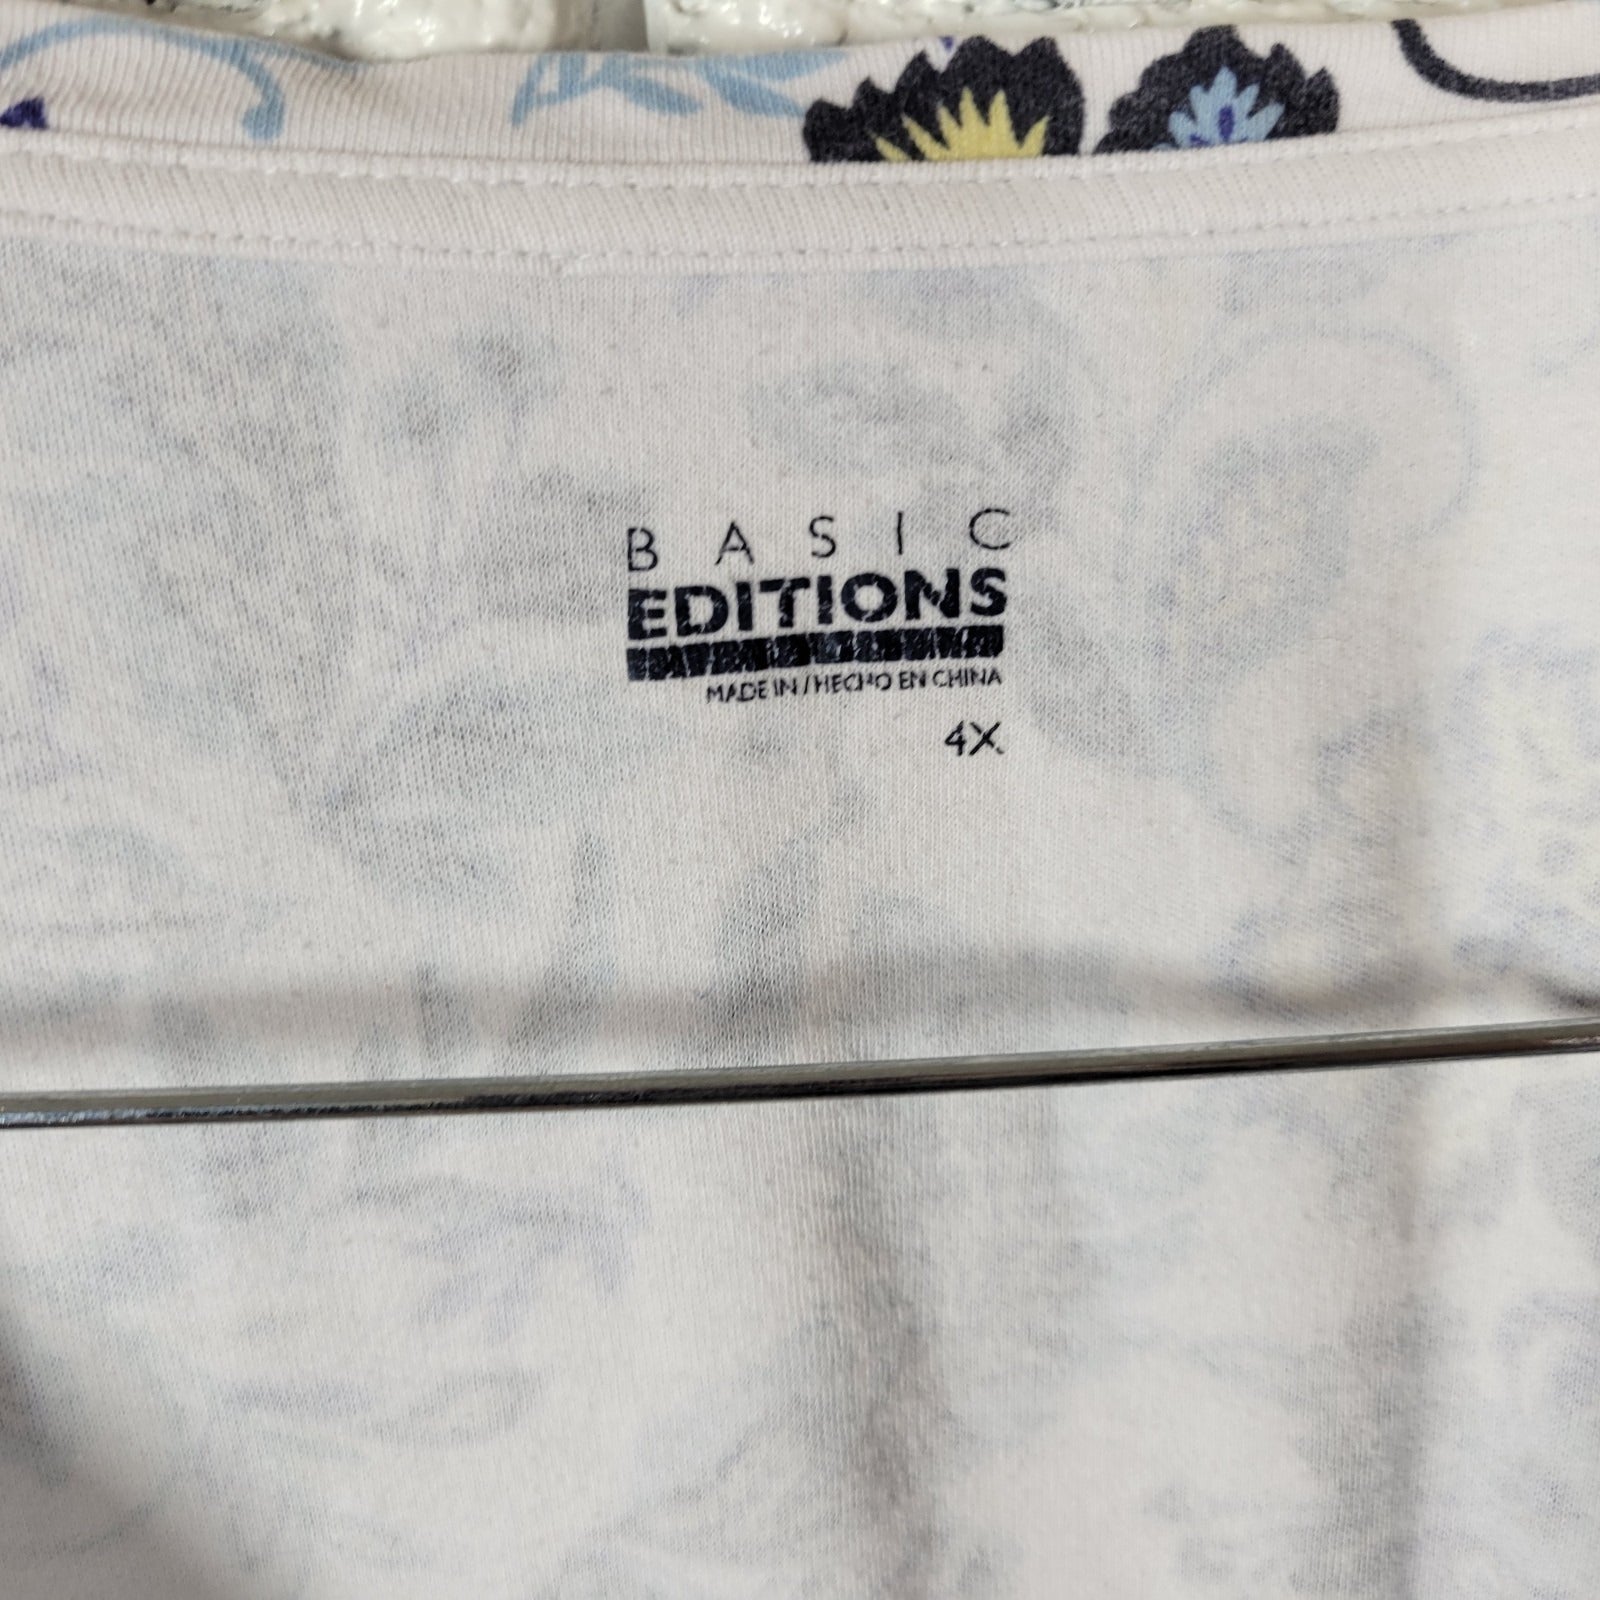 BASIC
EDITIONS
MADE IN / HECHO EN CHINA
4X